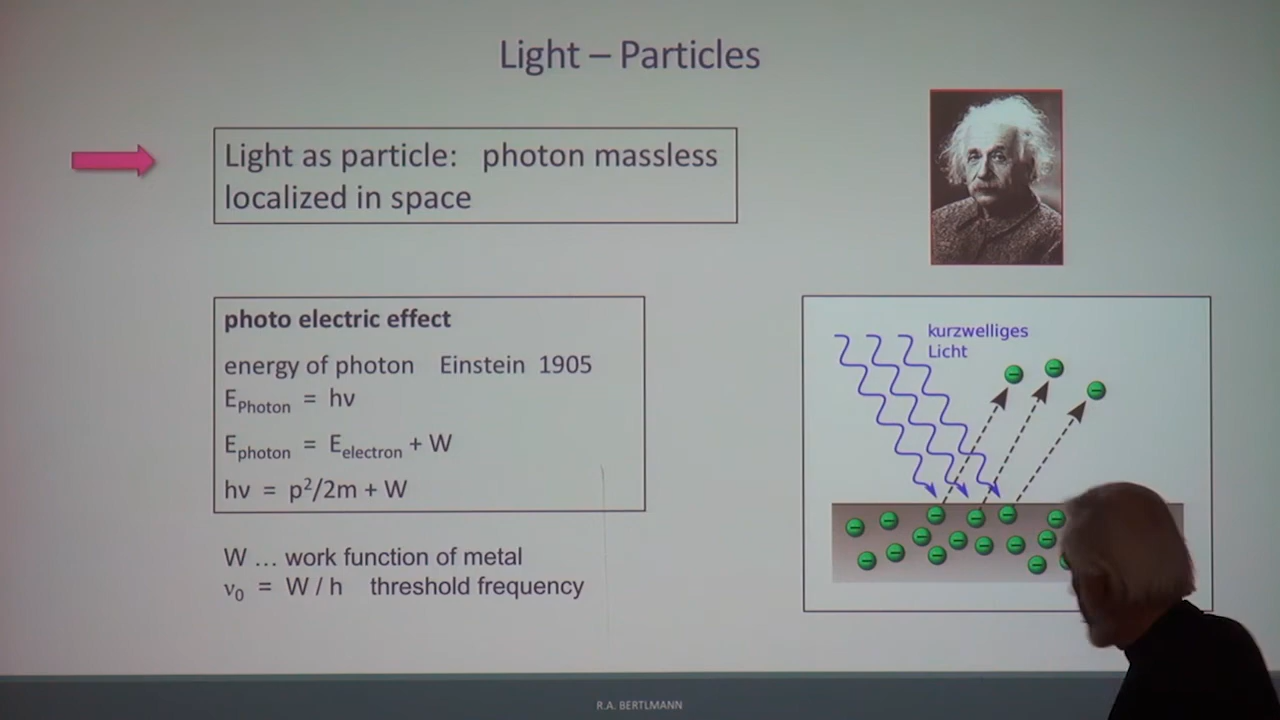 Light – Particles
Light as particle: photon massless
localized in space
photo electric effect
energy of photon Einstein 1905
E_Photon = hν
E_photon = E_electron + W
hν = p²/2m + W
W … work function of metal
ν₀ = W / h threshold frequency
kurzwelliges
Licht
R.A. BERTLMANN